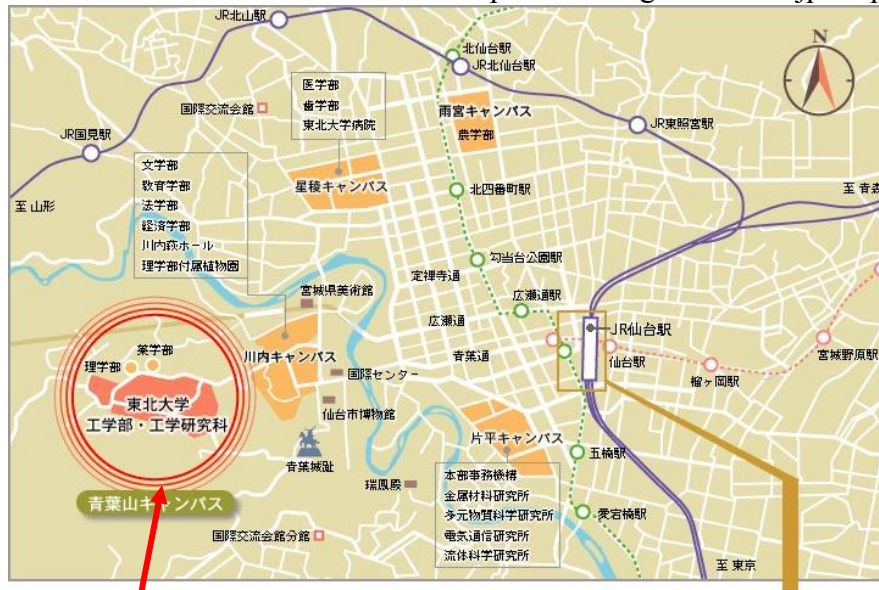 JR北山駅
北仙台駅
JR北仙台駅
医学部
歯学部
東北大学病院
国際交流会館
雨宮キャンパス
農学部
JR東照宮駅
JR国見駅
文学部
教育学部
法学部
経済学部
川内萩ホール
理学部付属植物園
星稜キャンパス
北四番町駅
至 山形
至 青森
勾当台公園駅
定禅寺通
宮城県美術館
広瀬通駅
広瀬通
JR仙台駅
青葉通
仙台駅
宮城野原駅
榴ヶ岡駅
薬学部
理学部
川内キャンパス
国際センター
東北大学
工学部・工学研究科
仙台市博物館
片平キャンパス
青葉城趾
五橋駅
瑞鳳殿
本部事務機構
金属材料研究所
多元物質科学研究所
電気通信研究所
流体科学研究所
青葉山キャンパス
愛宕橋駅
国際交流会館分館
至 東京